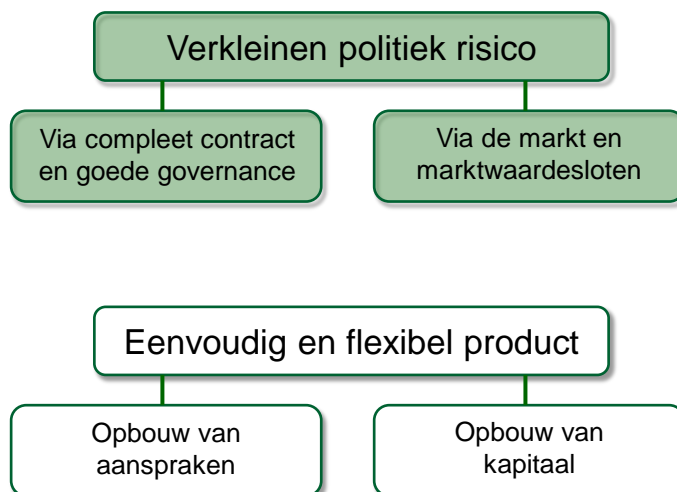 Verkleinen politiek risico
Via compleet contract
en goede governance
Via de markt en
marktwaardesloten
Eenvoudig en flexibel product
Opbouw van
aanspraken
Opbouw van
kapitaal